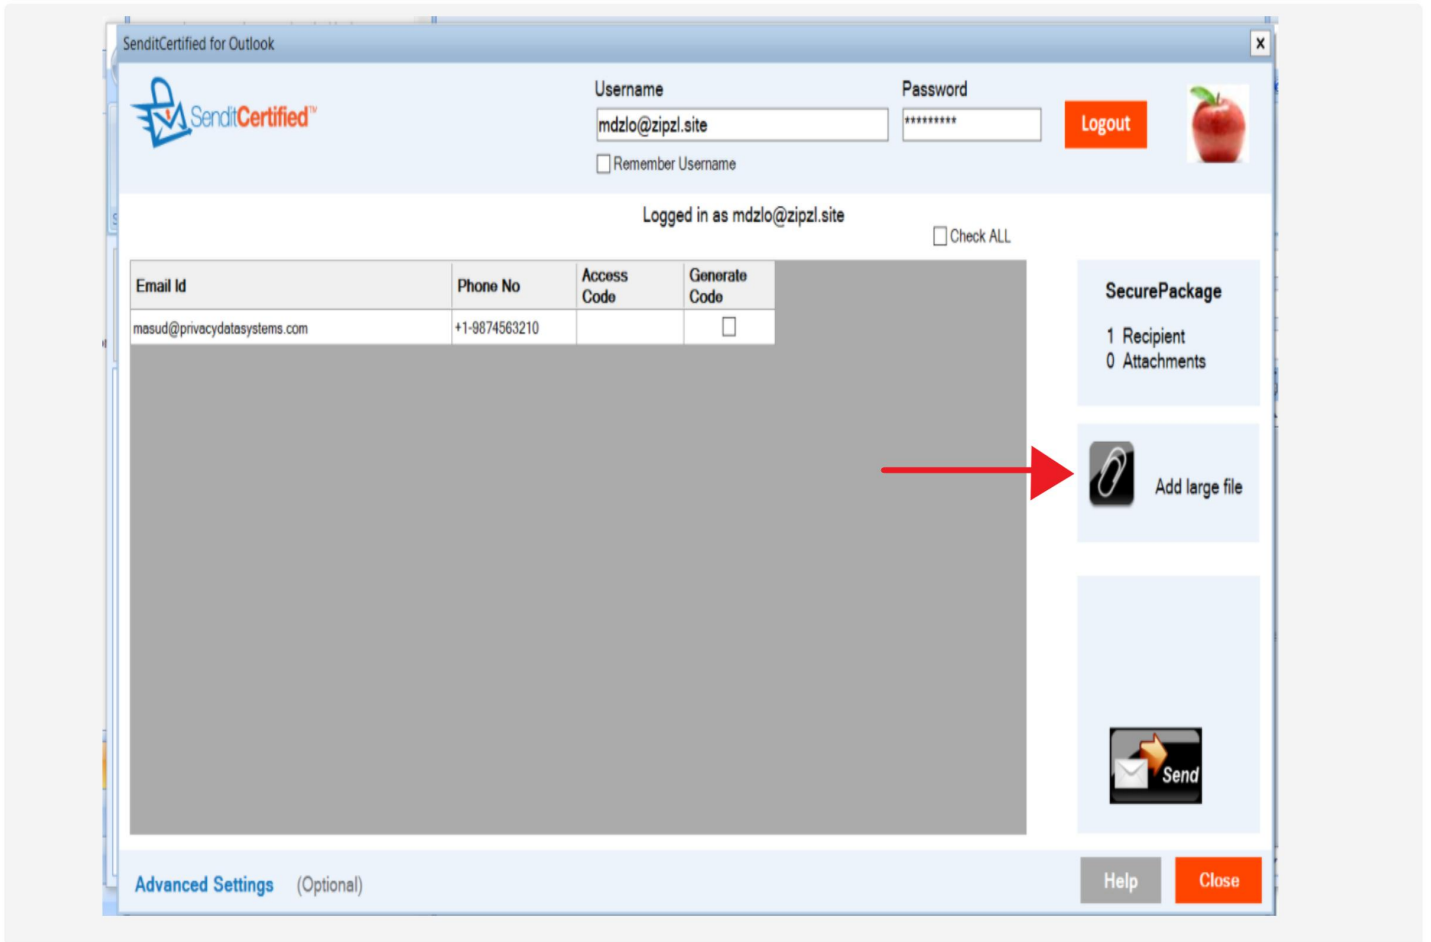 SenditCertified for Outlook
x
SenditCertified™
Username
Password
mdzlo@zipzl.site
*********
Logout
Remember Username
Logged in as mdzlo@zipzl.site
Check ALL
Email Id
Phone No
Access Code
Generate Code
masud@privacydatasystems.com
+1-9874563210
SecurePackage
1 Recipient
0 Attachments
Add large file
Send
Advanced Settings (Optional)
Help
Close